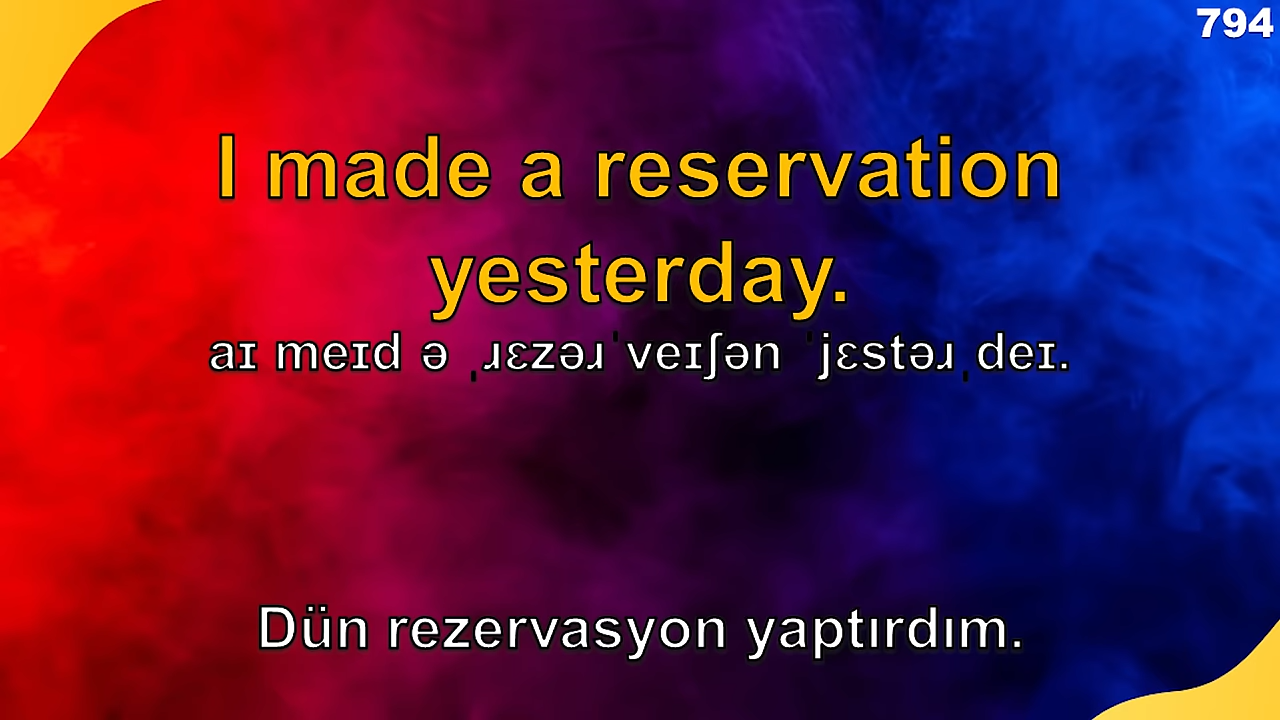 794
I made a reservation
yesterday.
aɪ meɪd ə ˌɹɛzəɹˈveɪʃən ˈjɛstəɹˌdeɪ.
Dün rezervasyon yaptırdım.